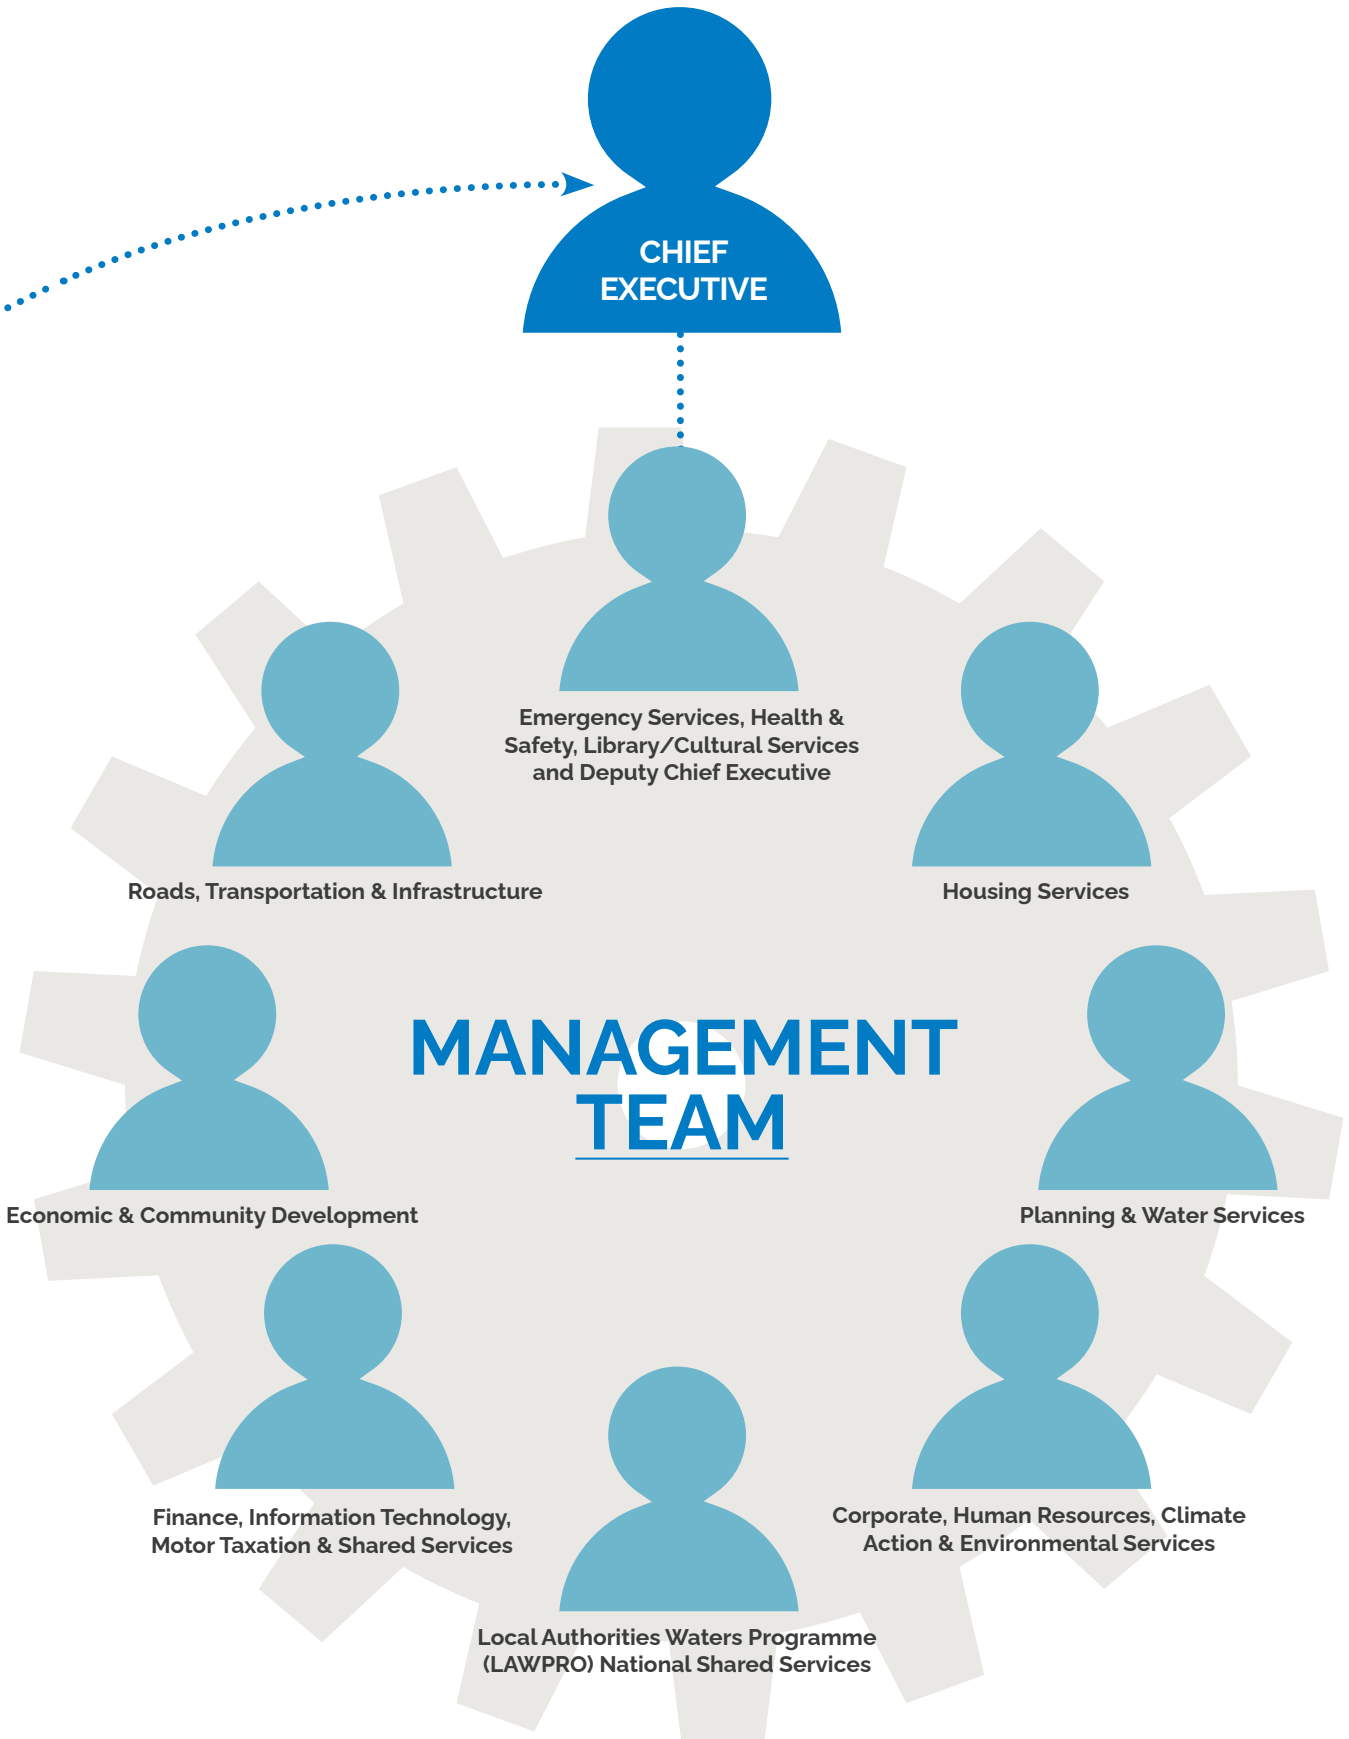 CHIEF
EXECUTIVE
Emergency Services, Health &
Safety, Library/Cultural Services
and Deputy Chief Executive
Roads, Transportation & Infrastructure
Housing Services
MANAGEMENT
TEAM
Economic & Community Development
Planning & Water Services
Finance, Information Technology,
Motor Taxation & Shared Services
Corporate, Human Resources, Climate
Action & Environmental Services
Local Authorities Waters Programme
(LAWPRO) National Shared Services